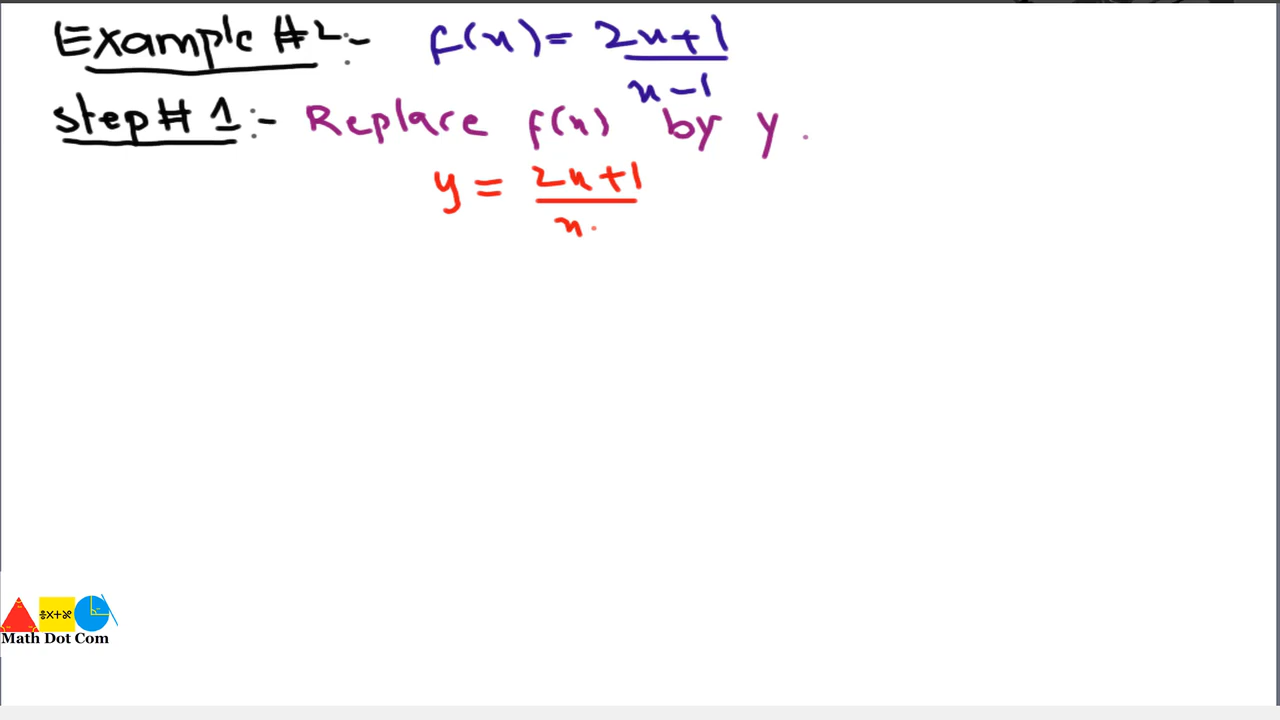 Example #2:- f(x) = 2x+1
x-1
Step # 1:- Replace f(x) by y.
y = 2x+1
x.
÷x+
Math Dot Com